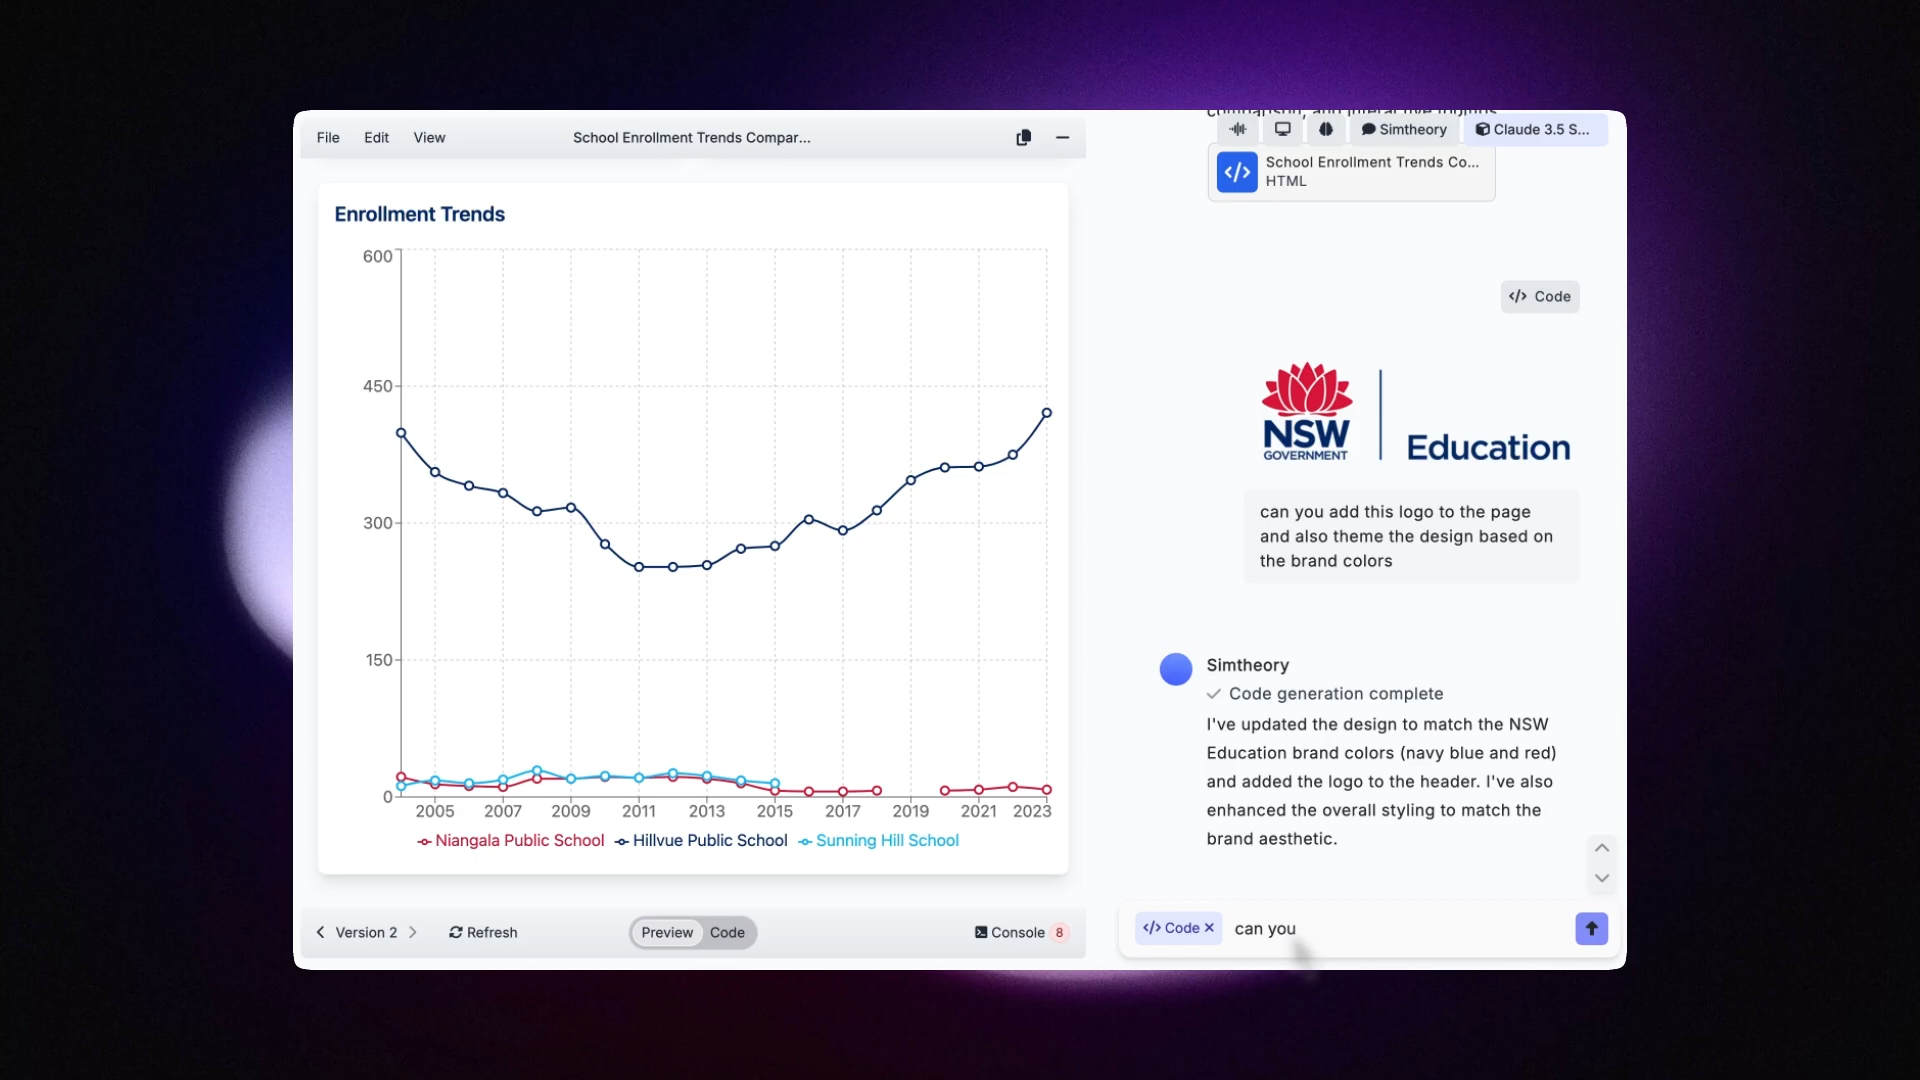 File Edit View School Enrollment Trends Compar...
Enrollment Trends
600
450
300
150
0
2005 2007 2009 2011 2013 2015 2017 2019 2021 2023
Niangala Public School Hillvue Public School Sunning Hill School
Version 2 Refresh Preview Code Console 8
Simtheory Claude 3.5 S...
School Enrollment Trends Co...
HTML
</> Code
NSW
GOVERNMENT
Education
can you add this logo to the page
and also theme the design based on
the brand colors
Simtheory
Code generation complete
I've updated the design to match the NSW
Education brand colors (navy blue and red)
and added the logo to the header. I've also
enhanced the overall styling to match the
brand aesthetic.
</> Code × can you